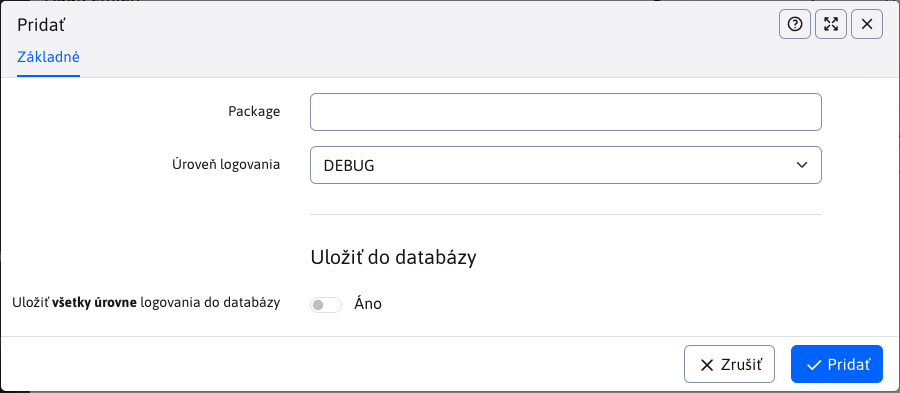 Pridať
Základné
Package
Úroveň logovania
DEBUG
Uložiť do databázy
Uložiť všetky úrovne logovania do databázy
Áno
Zrušiť
Pridať